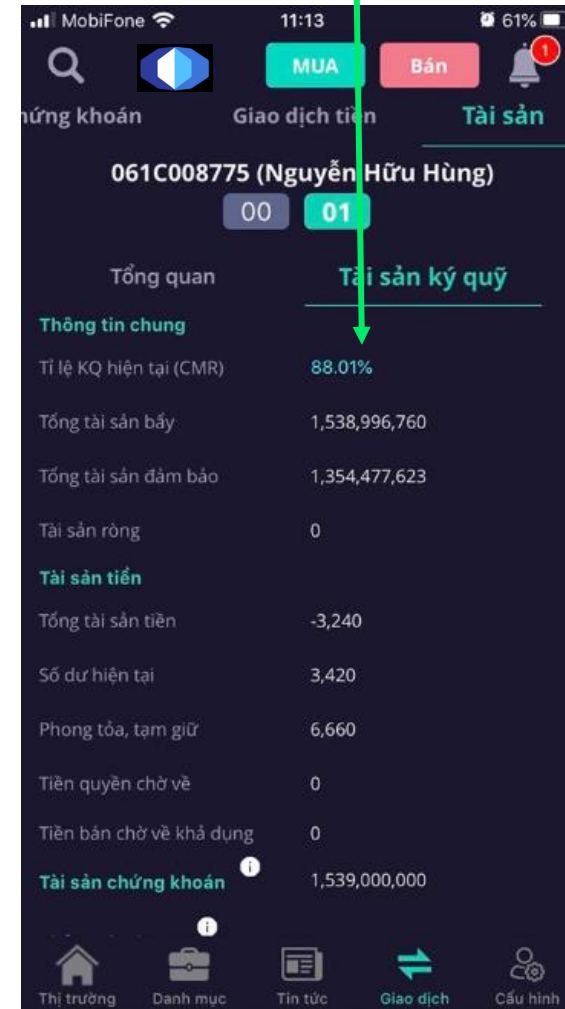 MobiFone 11:13 61%
MUA Bán 1
hứng khoán Giao dịch tiền Tài sản
061C008775 (Nguyễn Hữu Hùng)
00 01
Tổng quan Tài sản ký quỹ
Thông tin chung
Tỉ lệ KQ hiện tại (CMR) 88.01%
Tổng tài sản bẩy 1,538,996,760
Tổng tài sản đảm bảo 1,354,477,623
Tài sản ròng 0
Tài sản tiền
Tổng tài sản tiền -3,240
Số dư hiện tại 3,420
Phong tỏa, tạm giữ 6,660
Tiền quyền chờ về 0
Tiền bán chờ về khả dụng 0
Tài sản chứng khoán i 1,539,000,000
i
Thị trường Danh mục Tin tức Giao dịch Cấu hình